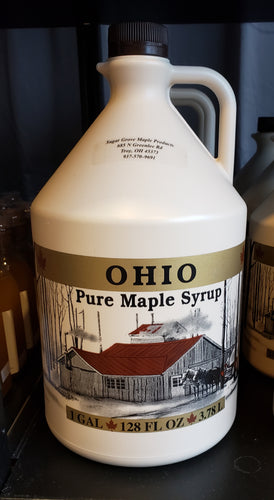 Sugar Grove Maple Products
685 N Greenlee Rd
Troy, OH 45373
937-570-9691
OHIO
Pure Maple Syrup
1 GAL 128 FL OZ 3.78 L